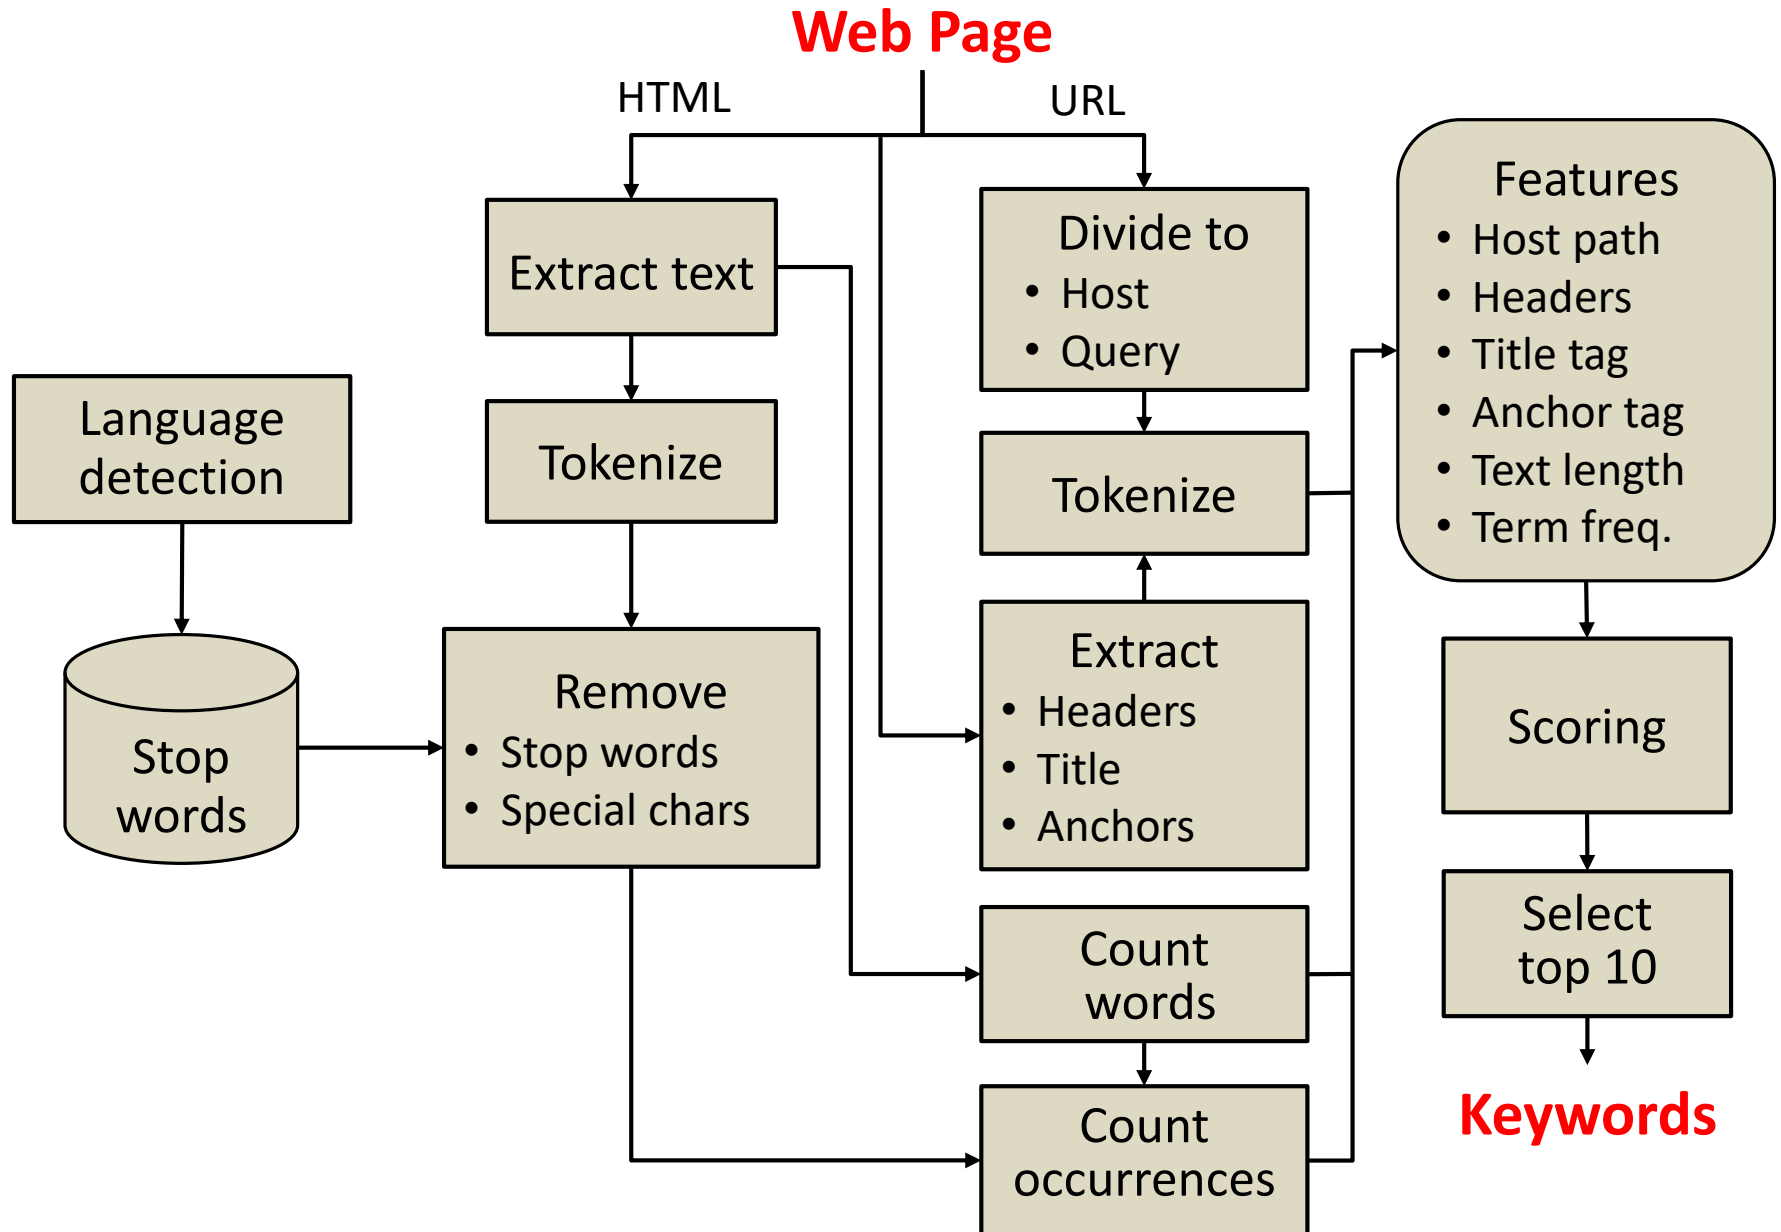 Web Page
HTML
URL
Extract text
Tokenize
Language
detection
Stop
words
Remove
• Stop words
• Special chars
Divide to
• Host
• Query
Tokenize
Extract
• Headers
• Title
• Anchors
Count
words
Count
occurrences
Features
• Host path
• Headers
• Title tag
• Anchor tag
• Text length
• Term freq.
Scoring
Select
top 10
Keywords